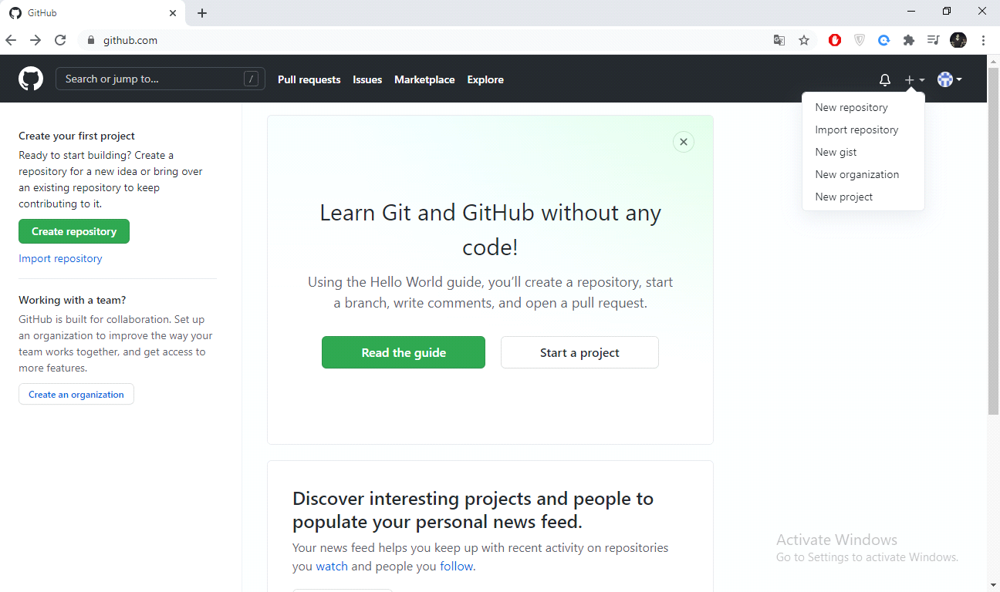 GitHub
github.com
Search or jump to...
/
Pull requests
Issues
Marketplace
Explore
New repository
Import repository
New gist
New organization
New project
Create your first project
Ready to start building? Create a
repository for a new idea or bring over
an existing repository to keep
contributing to it.
Create repository
Import repository
Working with a team?
GitHub is built for collaboration. Set up
an organization to improve the way your
team works together, and get access to
more features.
Create an organization
Learn Git and GitHub without any
code!
Using the Hello World guide, you’ll create a repository, start
a branch, write comments, and open a pull request.
Read the guide
Start a project
Discover interesting projects and people to
populate your personal news feed.
Your news feed helps you keep up with recent activity on repositories
you watch and people you follow.
Activate Windows
Go to Settings to activate Windows.